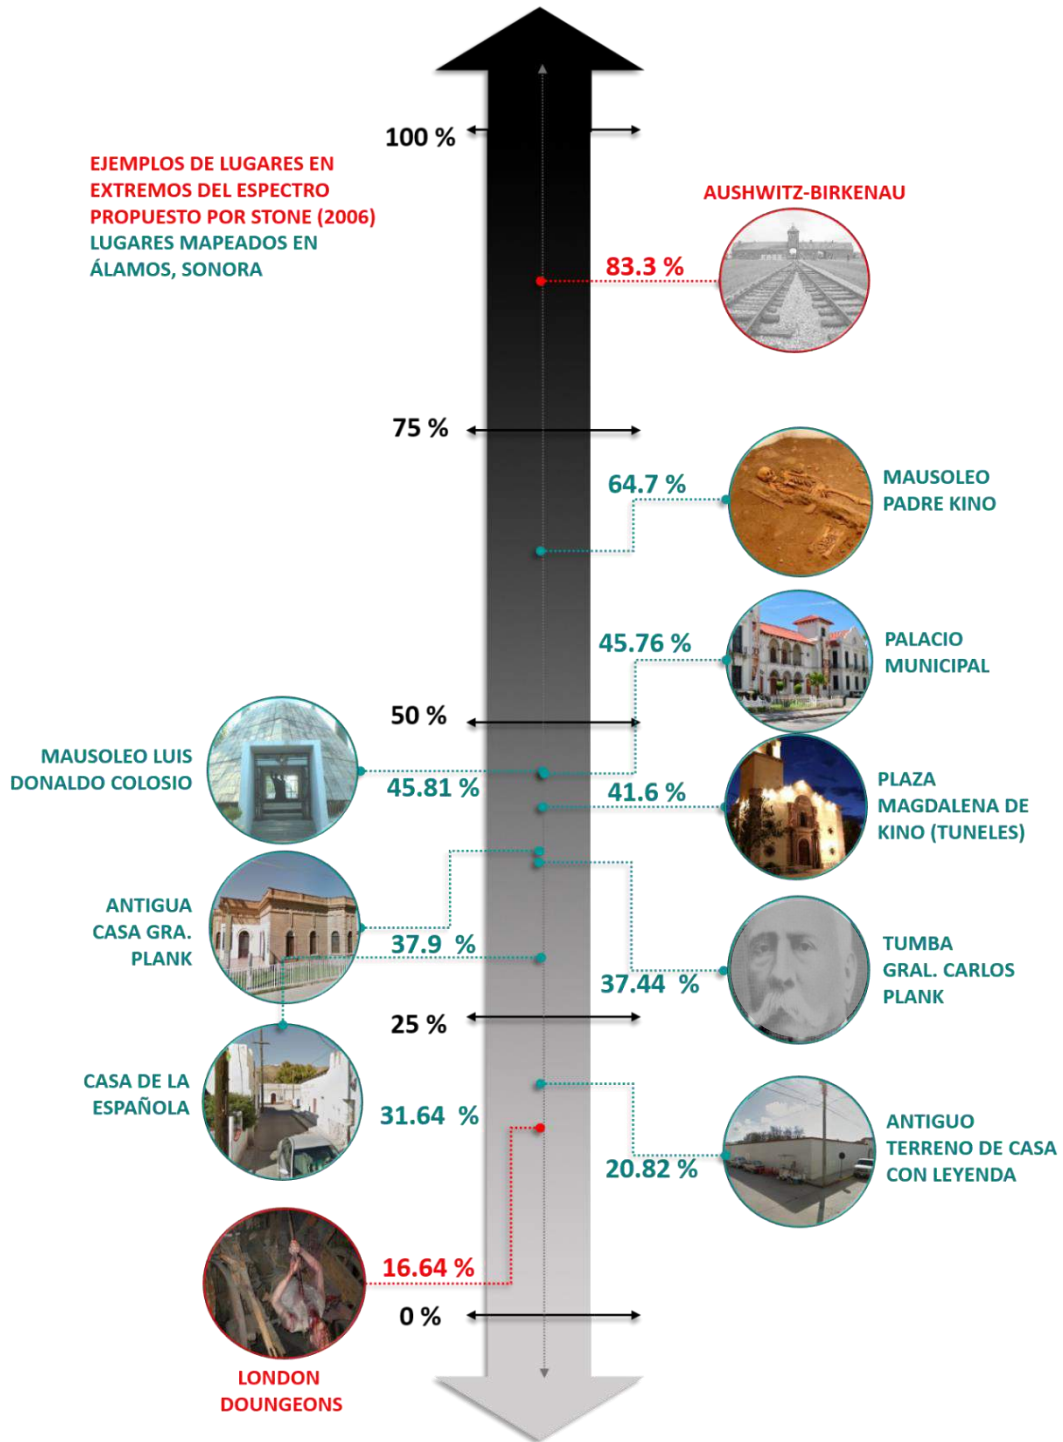 100 %
EJEMPLOS DE LUGARES EN
EXTREMOS DEL ESPECTRO
PROPUESTO POR STONE (2006)
LUGARES MAPEADOS EN
ÁLAMOS, SONORA
AUSHWITZ-BIRKENAU
83.3 %
75 %
64.7 %
MAUSOLEO
PADRE KINO
45.76 %
PALACIO
MUNICIPAL
50 %
MAUSOLEO LUIS
DONALDO COLOSIO
45.81 %
41.6 %
PLAZA
MAGDALENA DE
KINO (TUNELES)
ANTIGUA
CASA GRA.
PLANK
37.9 %
37.44 %
TUMBA
GRAL. CARLOS
PLANK
25 %
CASA DE LA
ESPAÑOLA
31.64 %
20.82 %
ANTIGUO
TERRENO DE CASA
CON LEYENDA
16.64 %
0 %
LONDON
DOUNGEONS